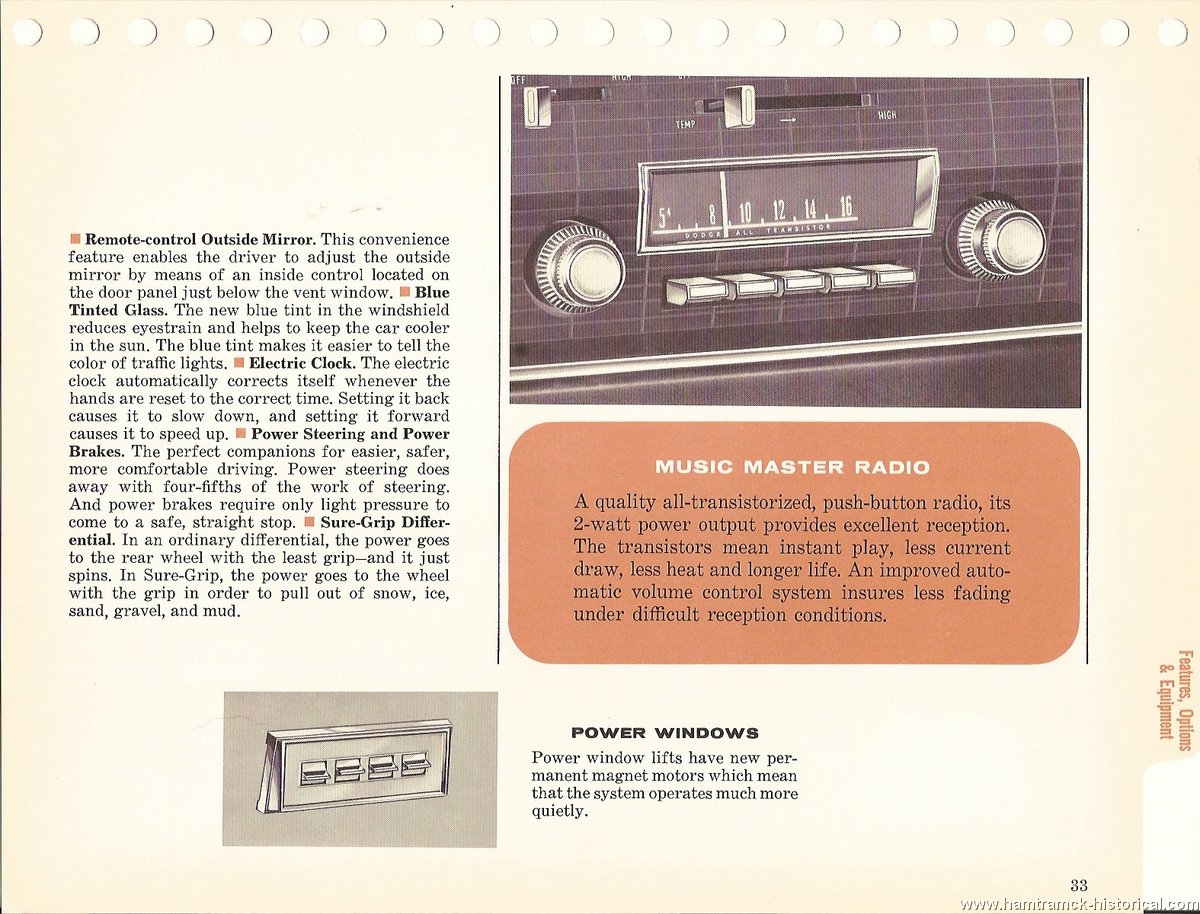 ■ Remote-control Outside Mirror. This convenience
feature enables the driver to adjust the outside
mirror by means of an inside control located on
the door panel just below the vent window. ■ Blue
Tinted Glass. The new blue tint in the windshield
reduces eyestrain and helps to keep the car cooler
in the sun. The blue tint makes it easier to tell the
color of traffic lights. ■ Electric Clock. The electric
clock automatically corrects itself whenever the
hands are reset to the correct time. Setting it back
causes it to slow down, and setting it forward
causes it to speed up. ■ Power Steering and Power
Brakes. The perfect companions for easier, safer,
more comfortable driving. Power steering does
away with four-fifths of the work of steering.
And power brakes require only light pressure to
come to a safe, straight stop. ■ Sure-Grip Differ-
ential. In an ordinary differential, the power goes
to the rear wheel with the least grip—and it just
spins. In Sure-Grip, the power goes to the wheel
with the grip in order to pull out of snow, ice,
sand, gravel, and mud.
OFF HIGH
TEMP → HIGH
5⁴ 8 10 12 14 16
DODGE ALL TRANSISTOR
MUSIC MASTER RADIO
A quality all-transistorized, push-button radio, its
2-watt power output provides excellent reception.
The transistors mean instant play, less current
draw, less heat and longer life. An improved auto-
matic volume control system insures less fading
under difficult reception conditions.
POWER WINDOWS
Power window lifts have new per-
manent magnet motors which mean
that the system operates much more
quietly.
Features, Options
& Equipment
33
www.hamtramck-historical.com